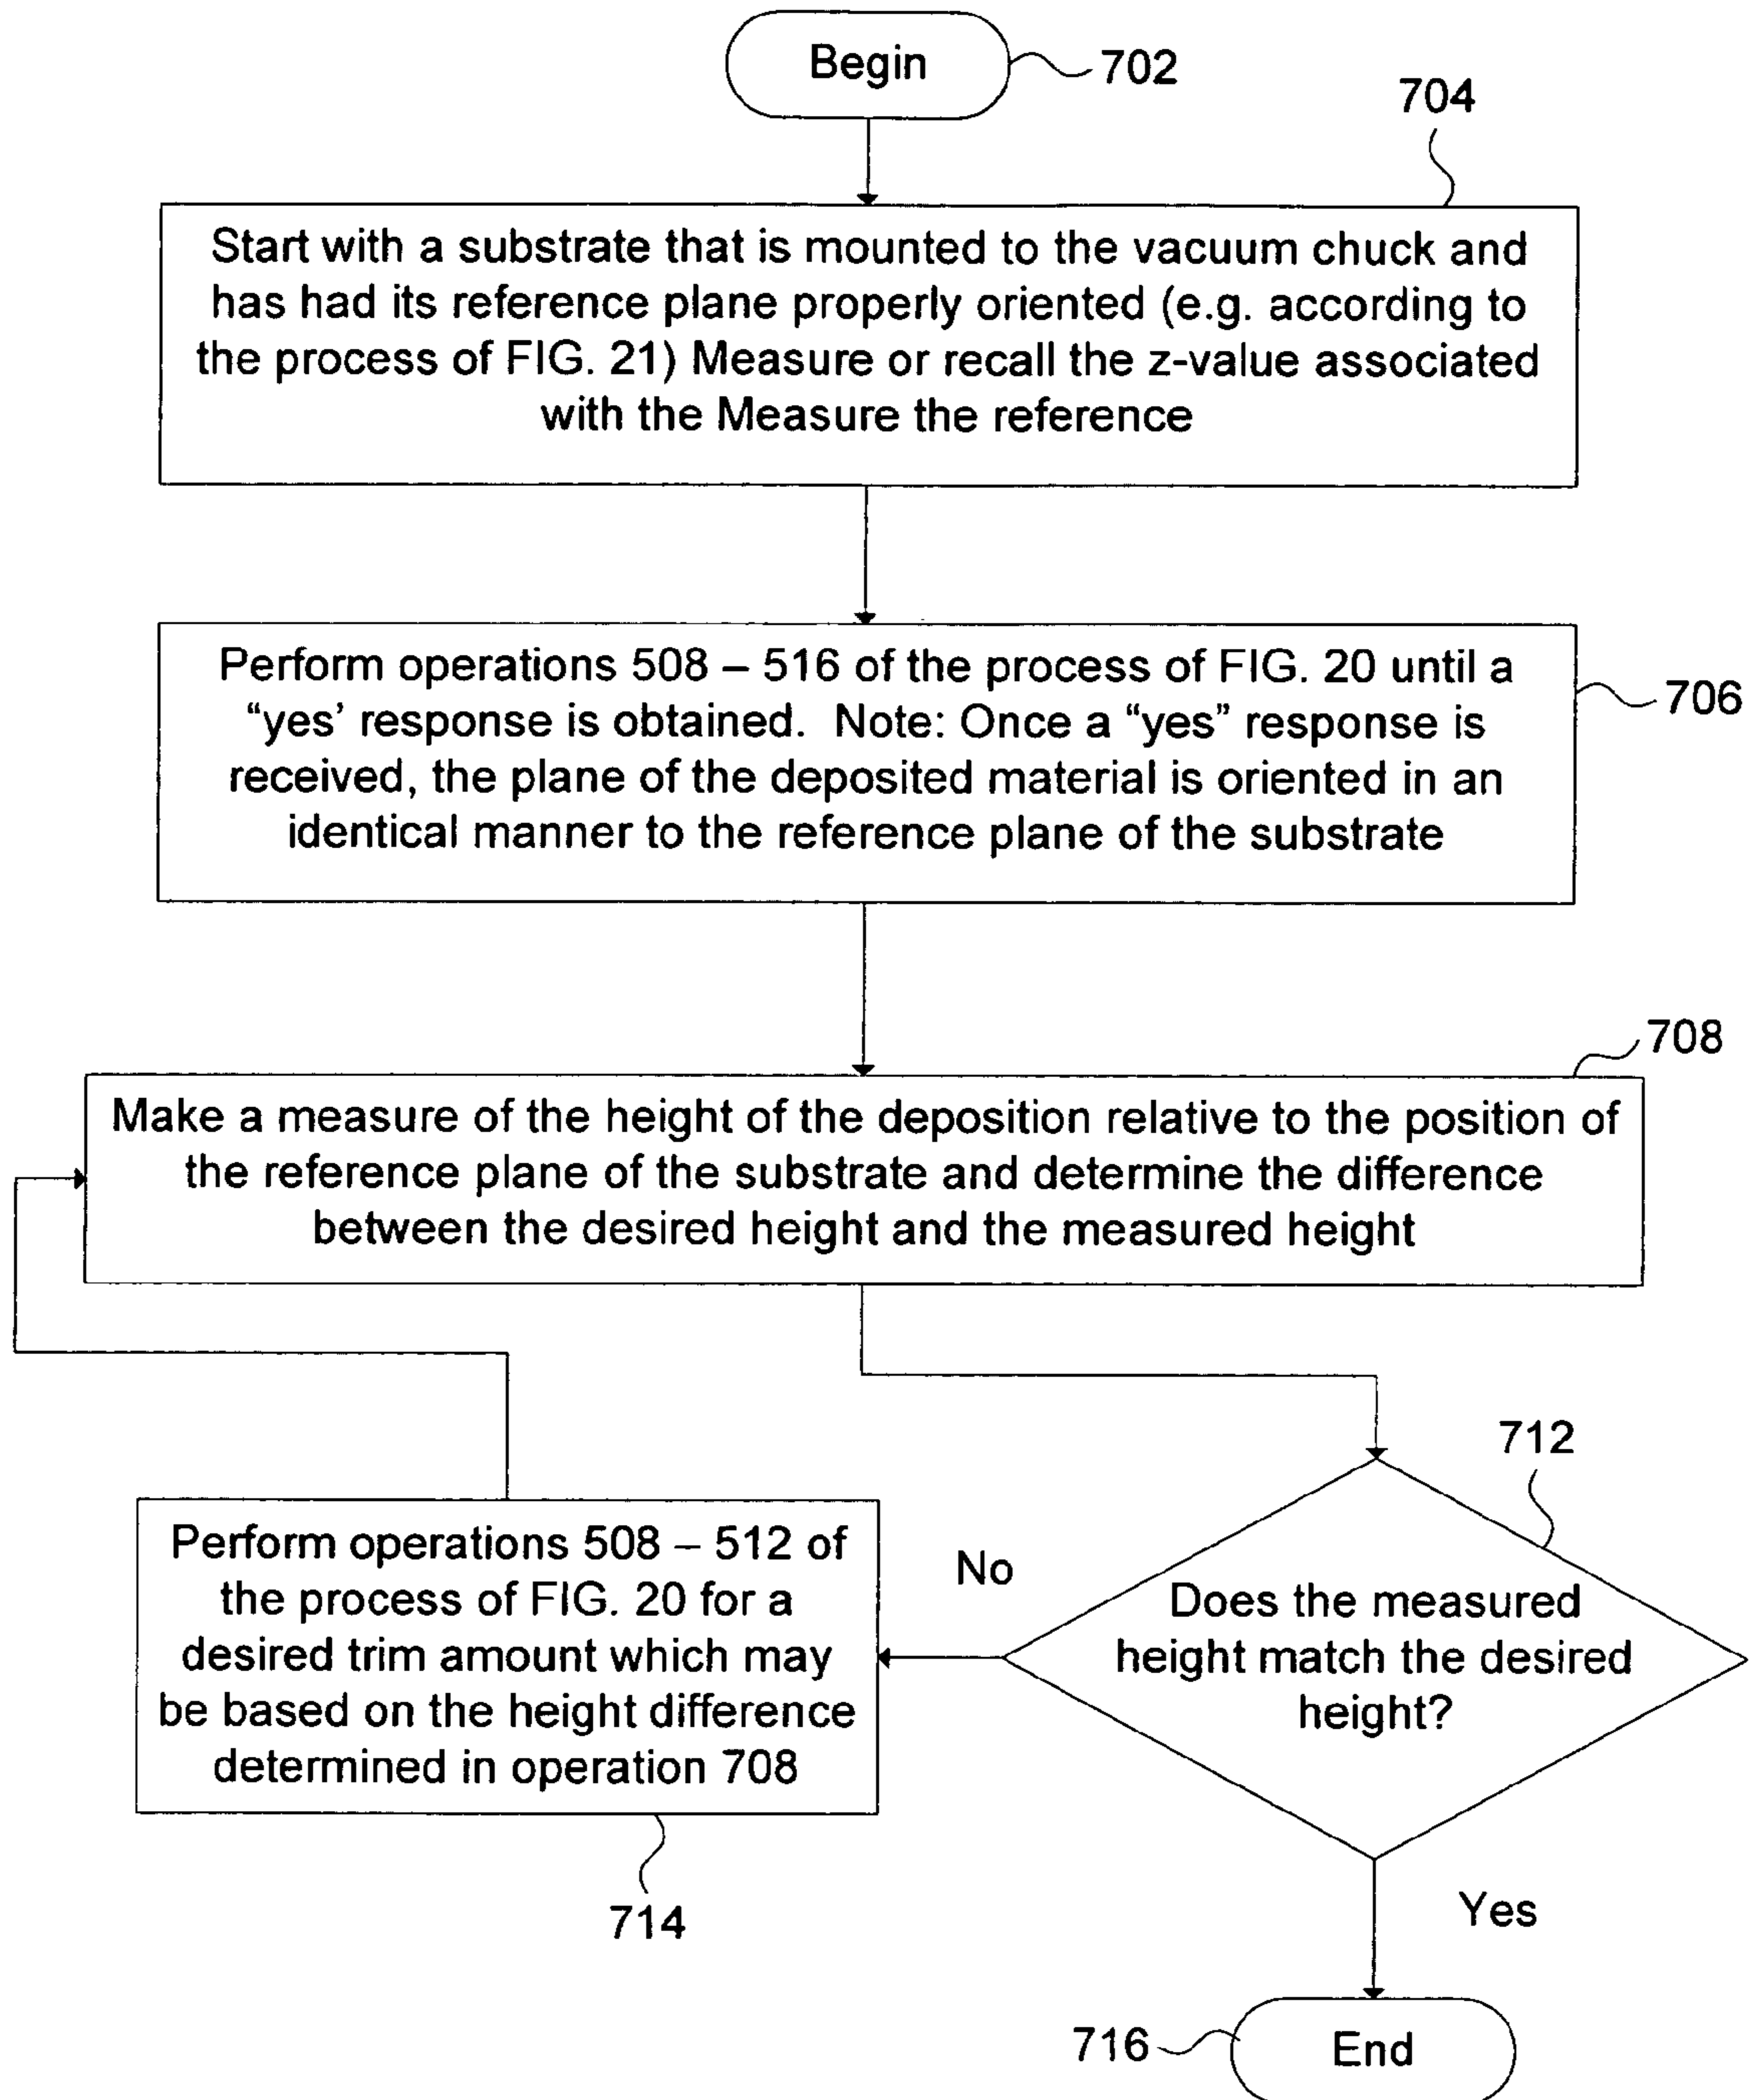 Begin
702
704
Start with a substrate that is mounted to the vacuum chuck and
has had its reference plane properly oriented (e.g. according to
the process of FIG. 21) Measure or recall the z-value associated
with the Measure the reference
Perform operations 508 – 516 of the process of FIG. 20 until a
“yes’ response is obtained.  Note: Once a “yes” response is
received, the plane of the deposited material is oriented in an
identical manner to the reference plane of the substrate
706
708
Make a measure of the height of the deposition relative to the position of
the reference plane of the substrate and determine the difference
between the desired height and the measured height
712
Perform operations 508 – 512 of
the process of FIG. 20 for a
desired trim amount which may
be based on the height difference
determined in operation 708
No
Does the measured
height match the desired
height?
714
Yes
716
End